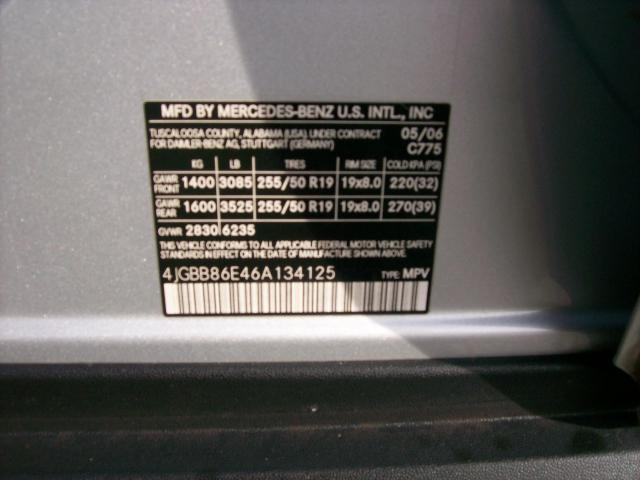 MFD BY MERCEDES-BENZ U.S. INTL., INC
TUSCALOOSA COUNTY, ALABAMA (USA), UNDER CONTRACT 05/06
FOR DAIMLER-BENZ AG, STUTTGART (GERMANY) C775
KG LB TIRES RIM SIZE COLD KPA (PSI)
GAWR FRONT 1400 3085 255/50 R19 19x8.0 220(32)
GAWR REAR 1600 3525 255/50 R19 19x8.0 270(39)
GVWR 2830 6235
THIS VEHICLE CONFORMS TO ALL APPLICABLE FEDERAL MOTOR VEHICLE SAFETY
STANDARDS IN EFFECT ON THE DATE OF MANUFACTURE SHOWN ABOVE
4JGBB86E46A134125 TYPE: MPV